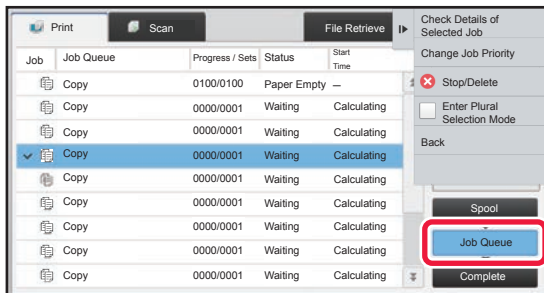 Print
Scan
File Retrieve
Check Details of
Selected Job
Change Job Priority
Stop/Delete
Enter Plural
Selection Mode
Back
Job Job Queue Progress / Sets Status Start
Time
Copy 0100/0100 Paper Empty —
Copy 0000/0001 Waiting Calculating
Copy 0000/0001 Waiting Calculating
Copy 0000/0001 Waiting Calculating
Copy 0000/0001 Waiting Calculating
Copy 0000/0001 Waiting Calculating
Copy 0000/0001 Waiting Calculating
Copy 0000/0001 Waiting Calculating
Copy 0000/0001 Waiting Calculating
Spool
Job Queue
Complete